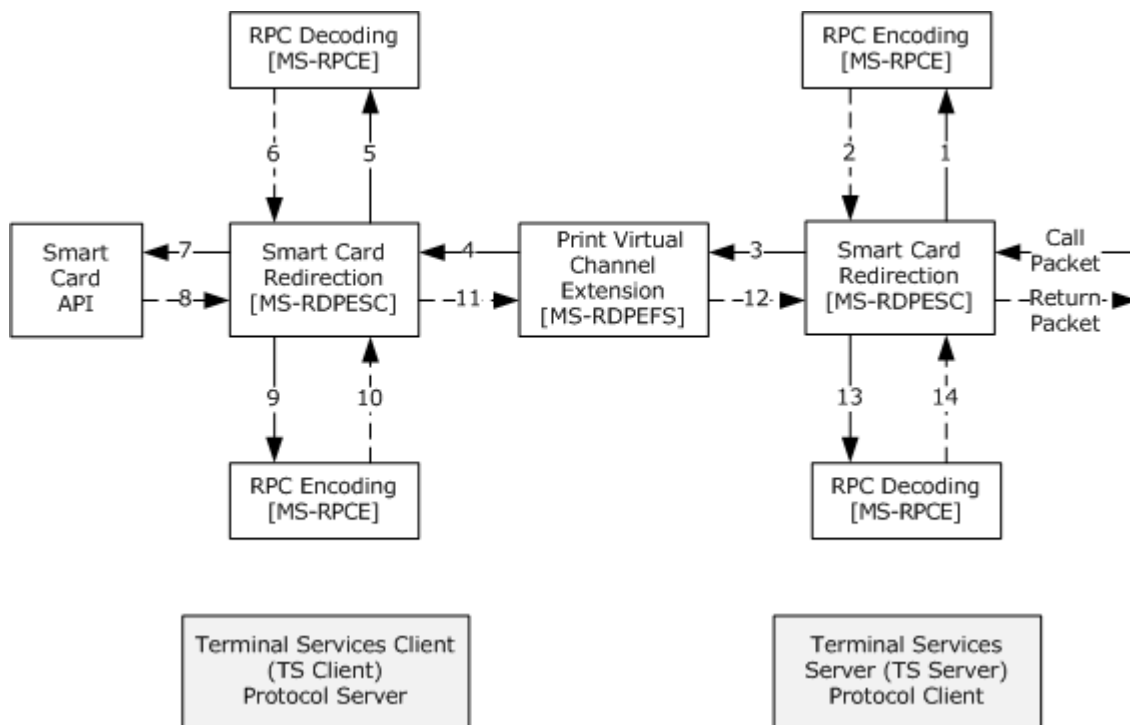 RPC Decoding
[MS-RPCE]
RPC Encoding
[MS-RPCE]
6
5
2
1
Smart
Card
API
7
8
Smart Card
Redirection
[MS-RDPESC]
4
11
Print Virtual
Channel
Extension
[MS-RDPEFS]
3
12
Smart Card
Redirection
[MS-RDPESC]
Call
Packet
Return
Packet
9
10
13
14
RPC Encoding
[MS-RPCE]
RPC Decoding
[MS-RPCE]
Terminal Services Client
(TS Client)
Protocol Server
Terminal Services
Server (TS Server)
Protocol Client